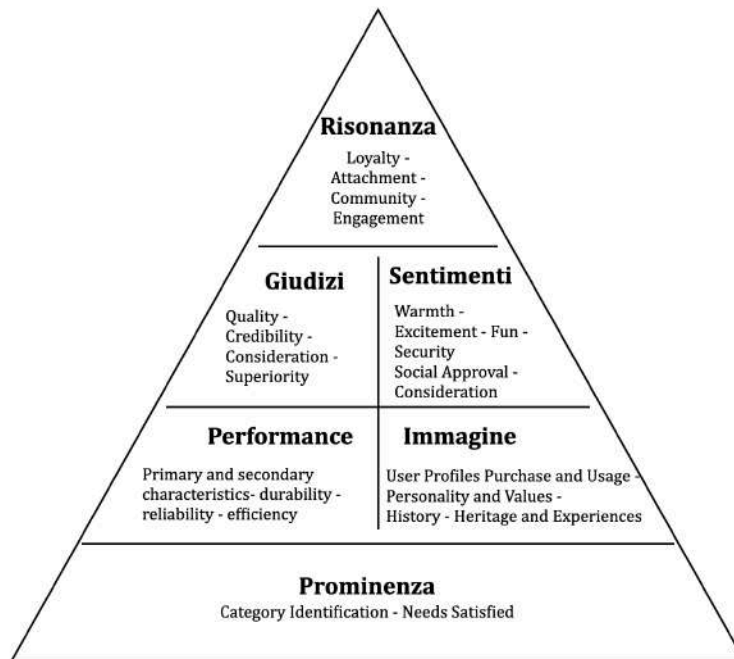 Risonanza
Loyalty -
Attachment -
Community -
Engagement
Giudizi
Quality -
Credibility -
Consideration -
Superiority
Sentimenti
Warmth -
Excitement - Fun -
Security
Social Approval -
Consideration
Performance
Primary and secondary
characteristics- durability -
reliability - efficiency
Immagine
User Profiles Purchase and Usage -
Personality and Values -
History - Heritage and Experiences
Prominenza
Category Identification - Needs Satisfied